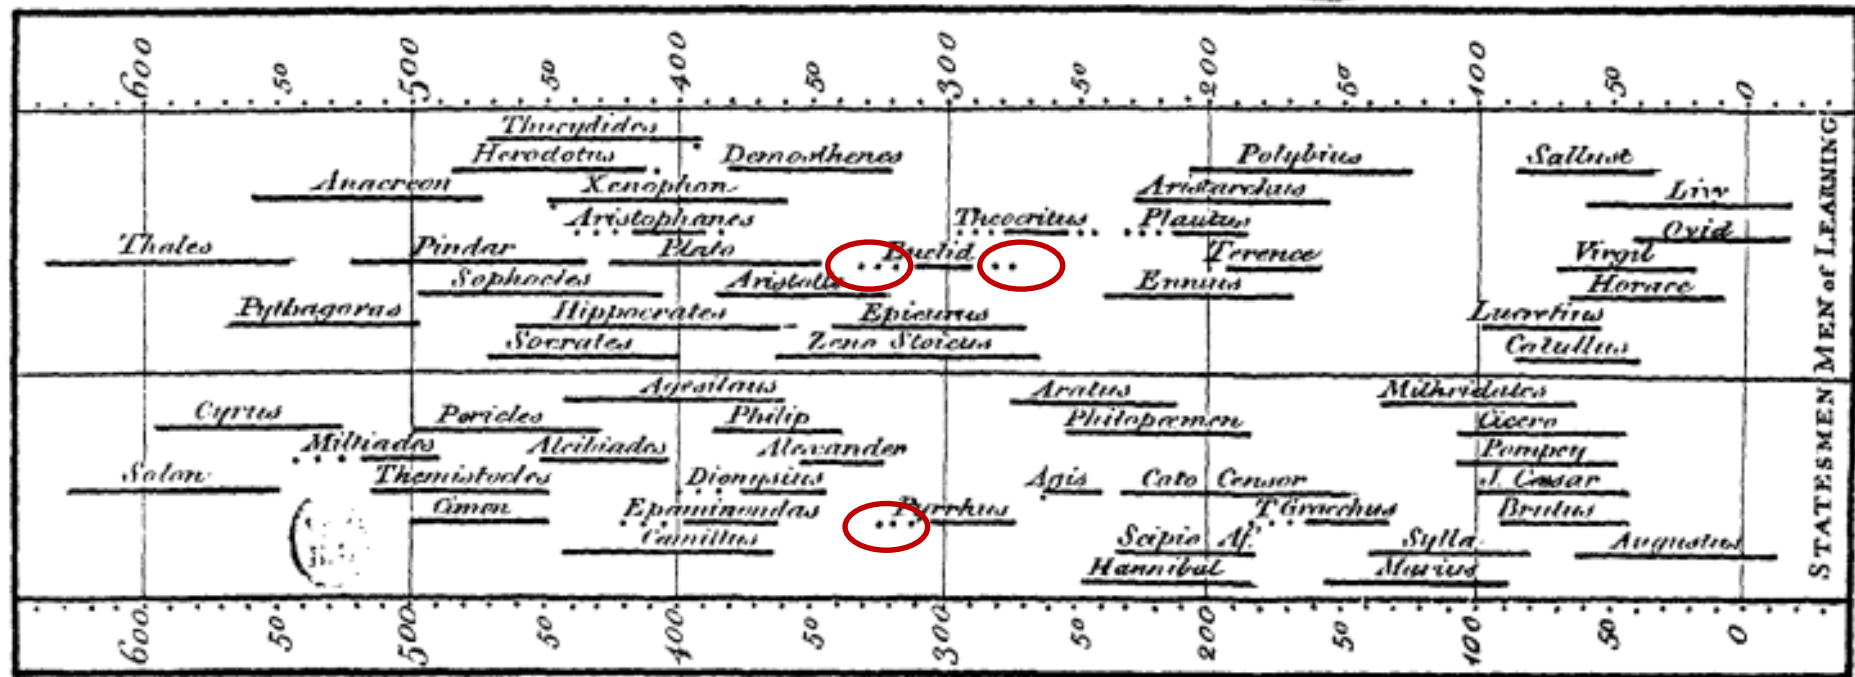 600 50 500 50 400 50 300 50 200 50 100 50 0
Thucydides
Herodotus Demosthenes Polybius Sallust
Anacreon Xenophon Aristarchus Livy
Aristophanes Theocritus Plautus Ovid
Thales Pindar Plato Euclid Terence Virgil
Sophocles Aristotle Ennius Horace
Pythagoras Hippocrates Epicurus Lucretius
Socrates Zeno Stoicus Catullus
MEN of LEARNING
Agesilaus Aratus Mithridates
Cyrus Pericles Philip Philopœmen Cicero
Miltiades Alcibiades Alexander Pompey
Solon Themistocles Dionysius Agis Cato Censor J. Cæsar
Cimon Epaminondas Pyrrhus T. Gracchus Brutus
Camillus Scipio Af. Sylla Augustus
Hannibal Marius
STATESMEN
600 50 500 50 400 50 300 50 200 50 100 50 0